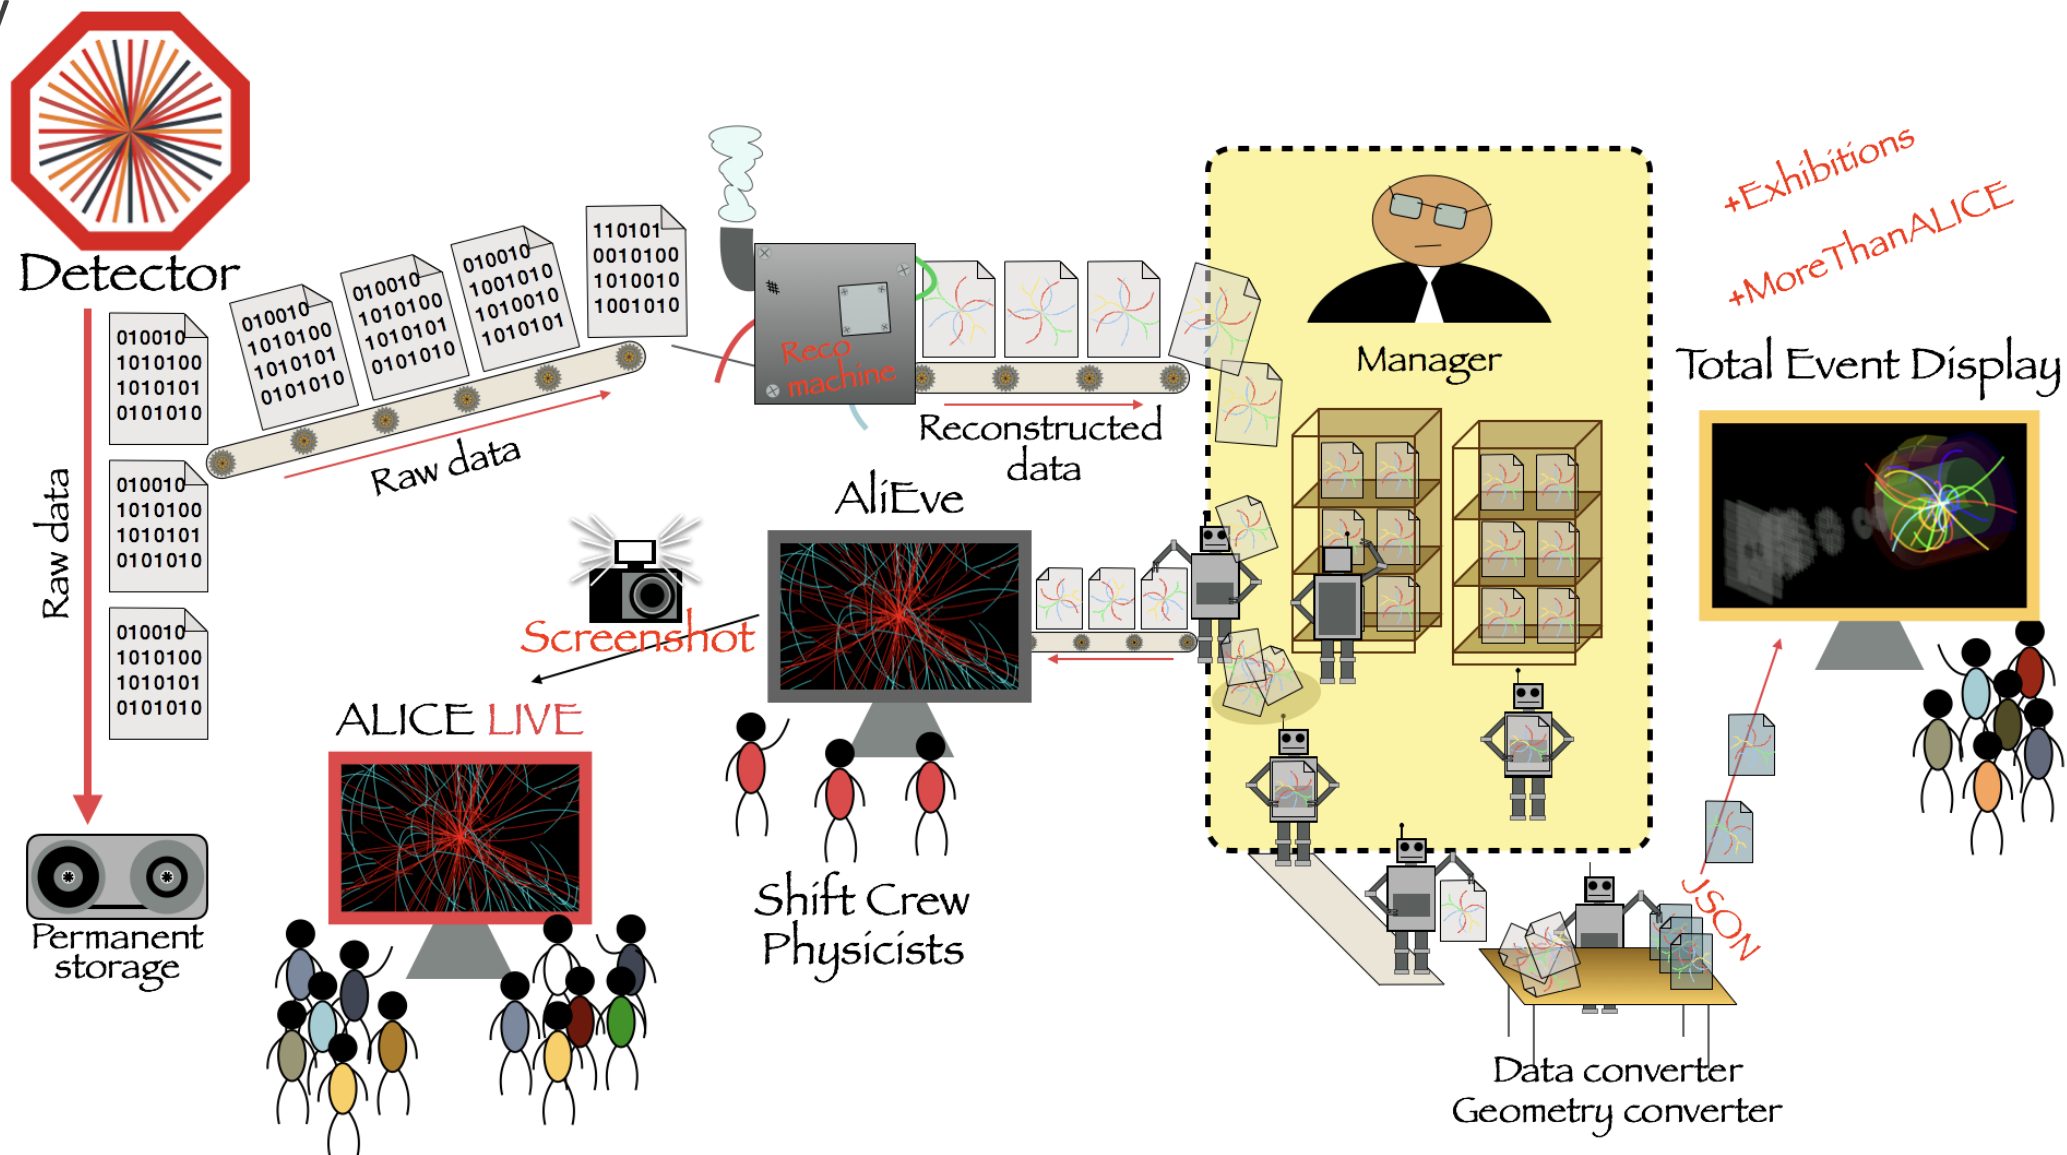 Detector
Raw data
010010
1010100
1010101
0101010
010010
1010100
1010101
0101010
010010
1010100
1010101
0101010
Permanent
storage
010010
1010100
1010101
0101010
010010
1010100
1010101
0101010
010010
1001010
1010010
1010101
110101
0010100
1010010
1001010
Raw data
Reco
machine
Reconstructed
data
AliEve
Screenshot
ALICE LIVE
Shift Crew
Physicists
Manager
+Exhibitions
+MoreThanALICE
Total Event Display
JSON
Data converter
Geometry converter